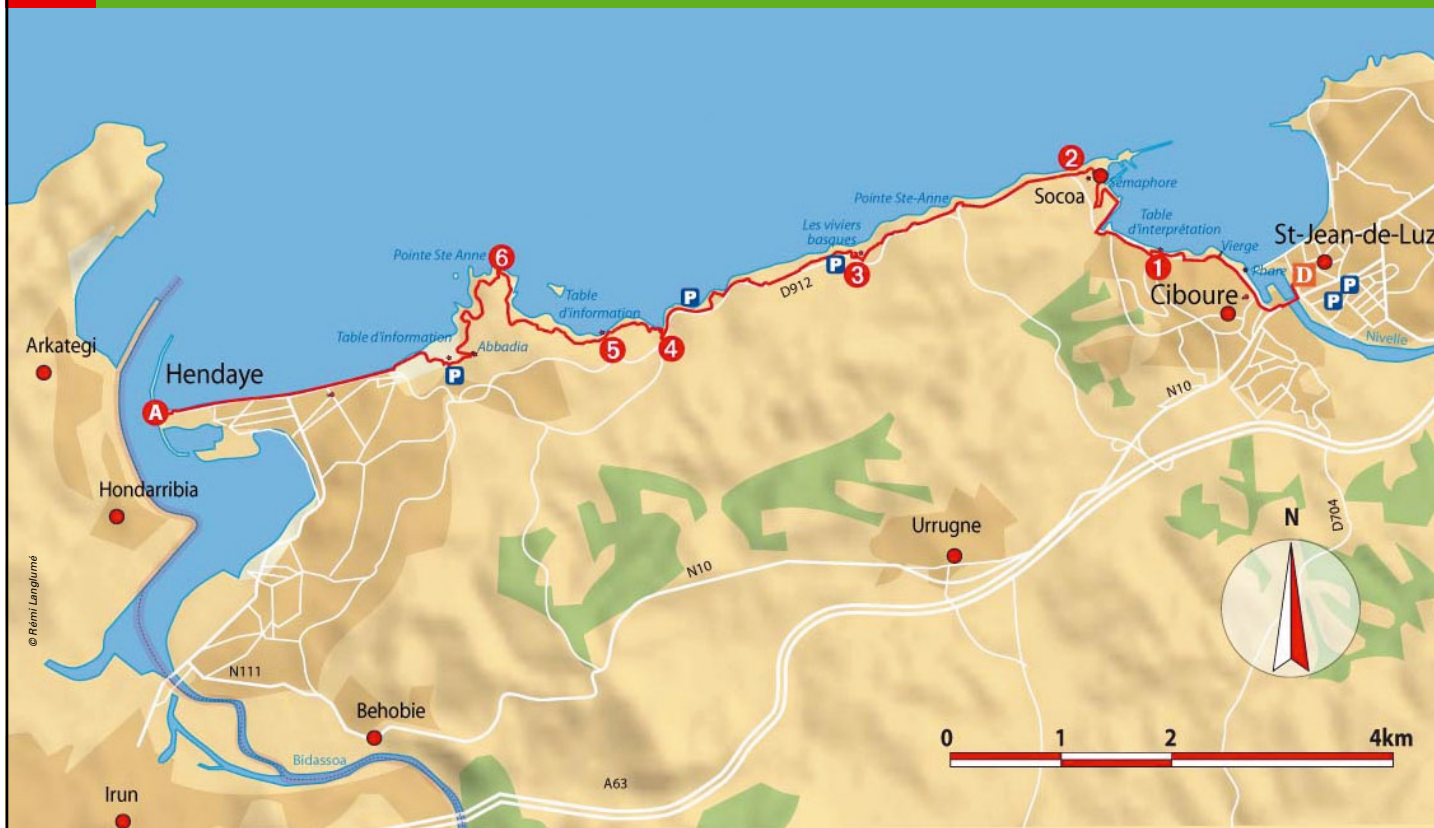 2
Socoa
Sémaphore
Pointe Ste-Anne
Table
d'interprétation
Vierge
St-Jean-de-Luz
Les viviers
basques
P
3
D912
1
Phare
D
P
P
Ciboure
Nivelle
Pointe Ste Anne
6
P
Table
d'information
5
4
Table d'information
Abbadia
P
Arkategi
Hendaye
A
N10
Hondarribia
Urrugne
N
D704
N10
© Rémi Langlumé
N111
Behobie
Bidassoa
0 1 2 4km
A63
Irun